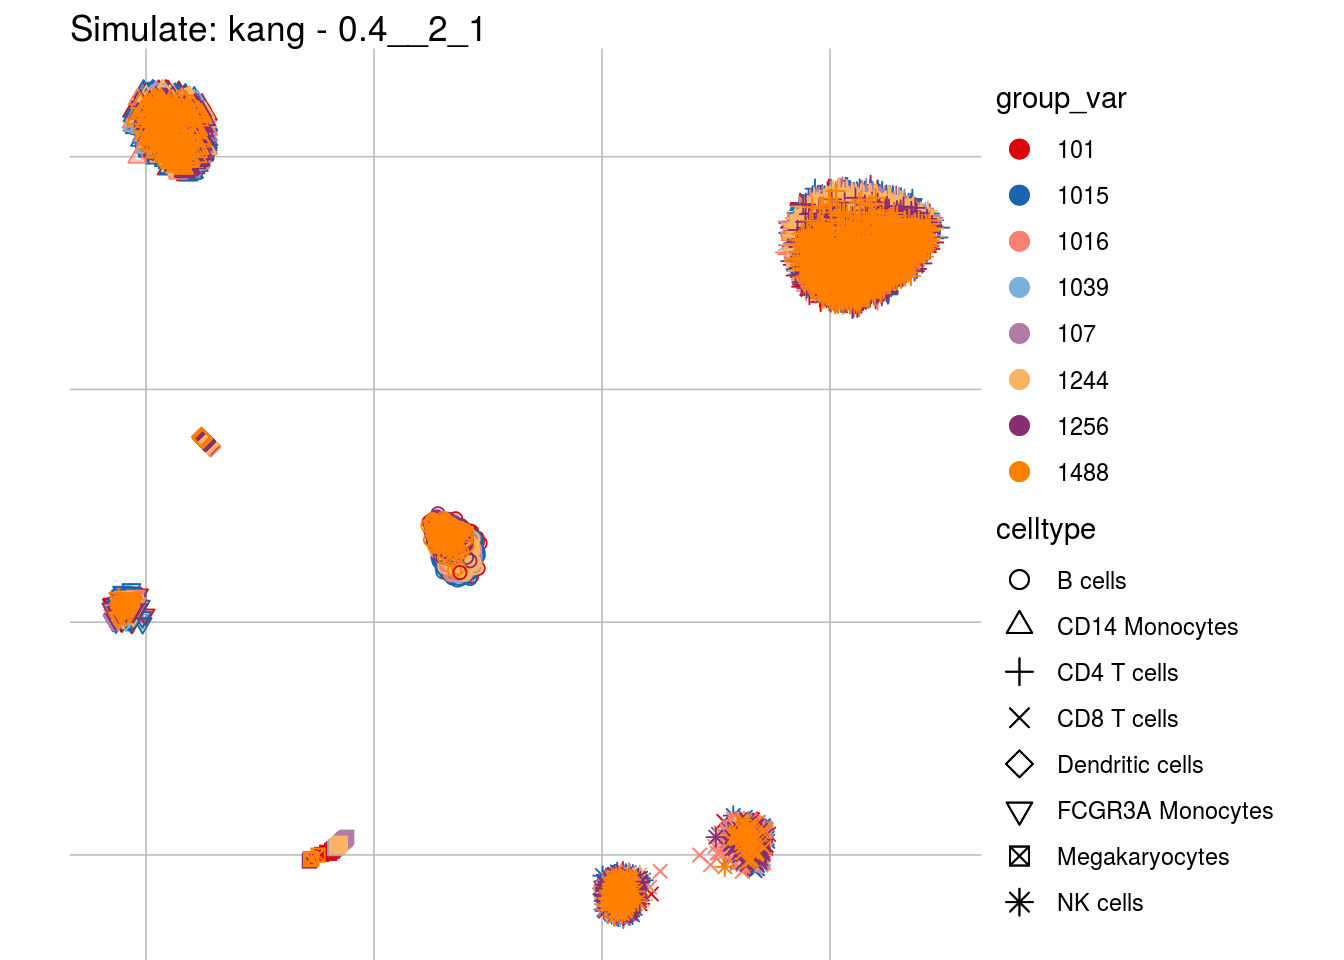 Simulate: kang - 0.4__2_1
group_var
101
1015
1016
1039
107
1244
1256
1488
celltype
B cells
CD14 Monocytes
CD4 T cells
CD8 T cells
Dendritic cells
FCGR3A Monocytes
Megakaryocytes
NK cells